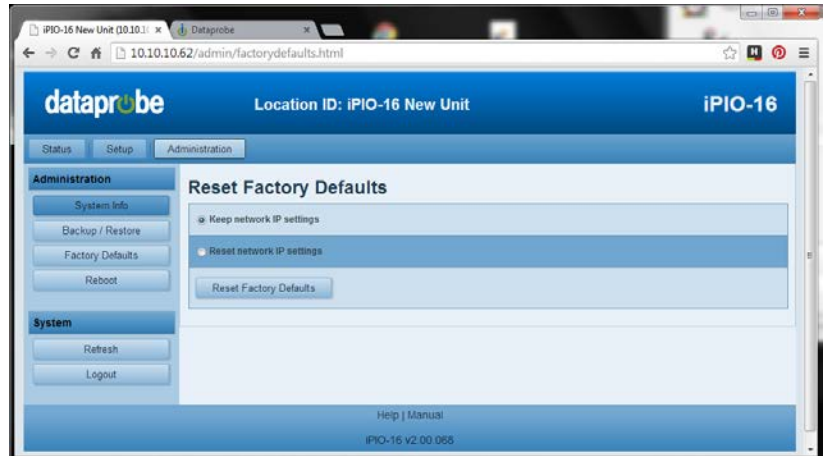 iPIO-16 New Unit (10.10.1
Dataprobe
10.10.10.62/admin/factorydefaults.html
dataprobe
Location ID: iPIO-16 New Unit
iPIO-16
Status
Setup
Administration
Administration
System Info
Backup / Restore
Factory Defaults
Reboot
System
Refresh
Logout
Reset Factory Defaults
Keep network IP settings
Reset network IP settings
Reset Factory Defaults
Help | Manual
iPIO-16 v2.00.068